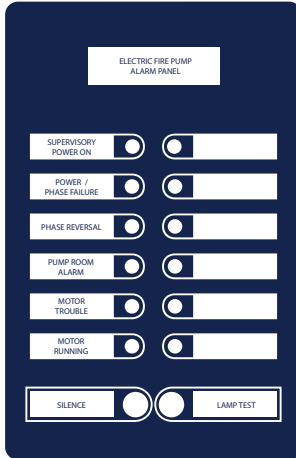 ELECTRIC FIRE PUMP
ALARM PANEL
SUPERVISORY
POWER ON
POWER /
PHASE FAILURE
PHASE REVERSAL
PUMP ROOM
ALARM
MOTOR
TROUBLE
MOTOR
RUNNING
SILENCE
LAMP TEST